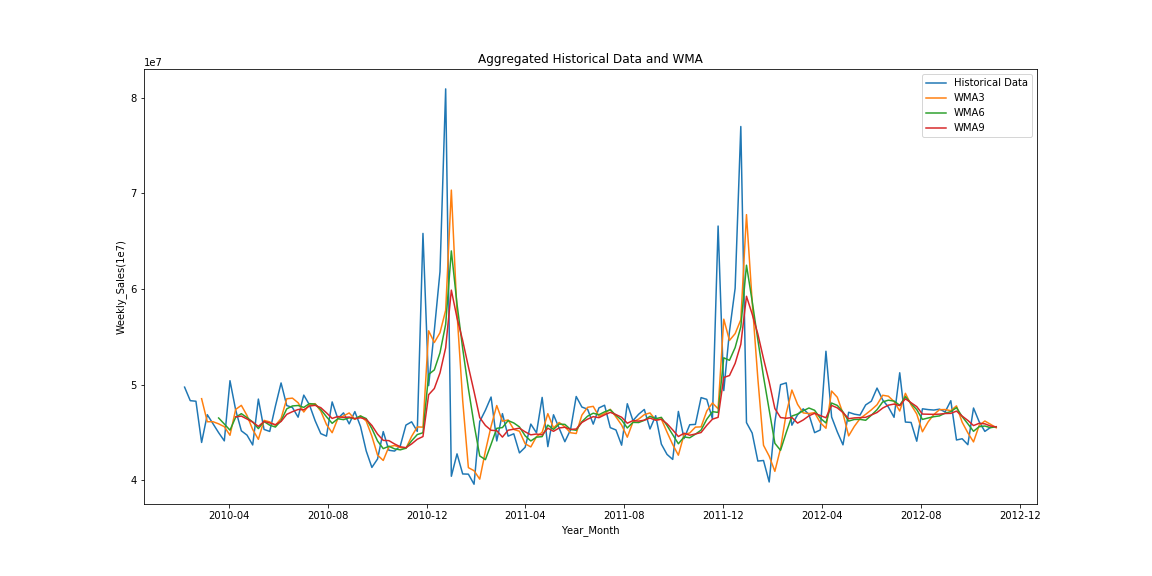 Aggregated Historical Data and WMA
1e7
Historical Data
WMA3
WMA6
WMA9
8
7
6
5
4
Weekly_Sales(1e7)
2010-04 2010-08 2010-12 2011-04 2011-08 2011-12 2012-04 2012-08 2012-12
Year_Month